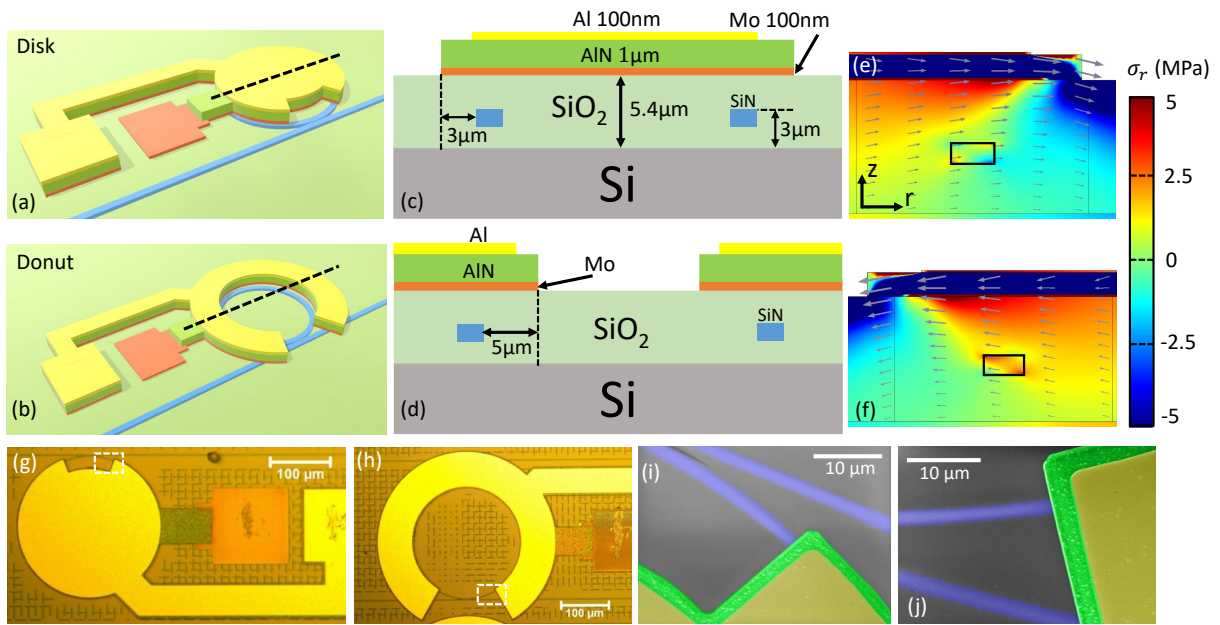 Disk
(a)
Al 100nm
Mo 100nm
AlN 1μm
SiO2
5.4μm
SiN
3μm
3μm
Si
(c)
(e)
z
r
σr (MPa)
5
2.5
0
-2.5
-5
Donut
(b)
Al
AlN
Mo
SiN
5μm
SiO2
Si
(d)
(f)
(g)
100 μm
(h)
100 μm
(i)
10 μm
10 μm
(j)